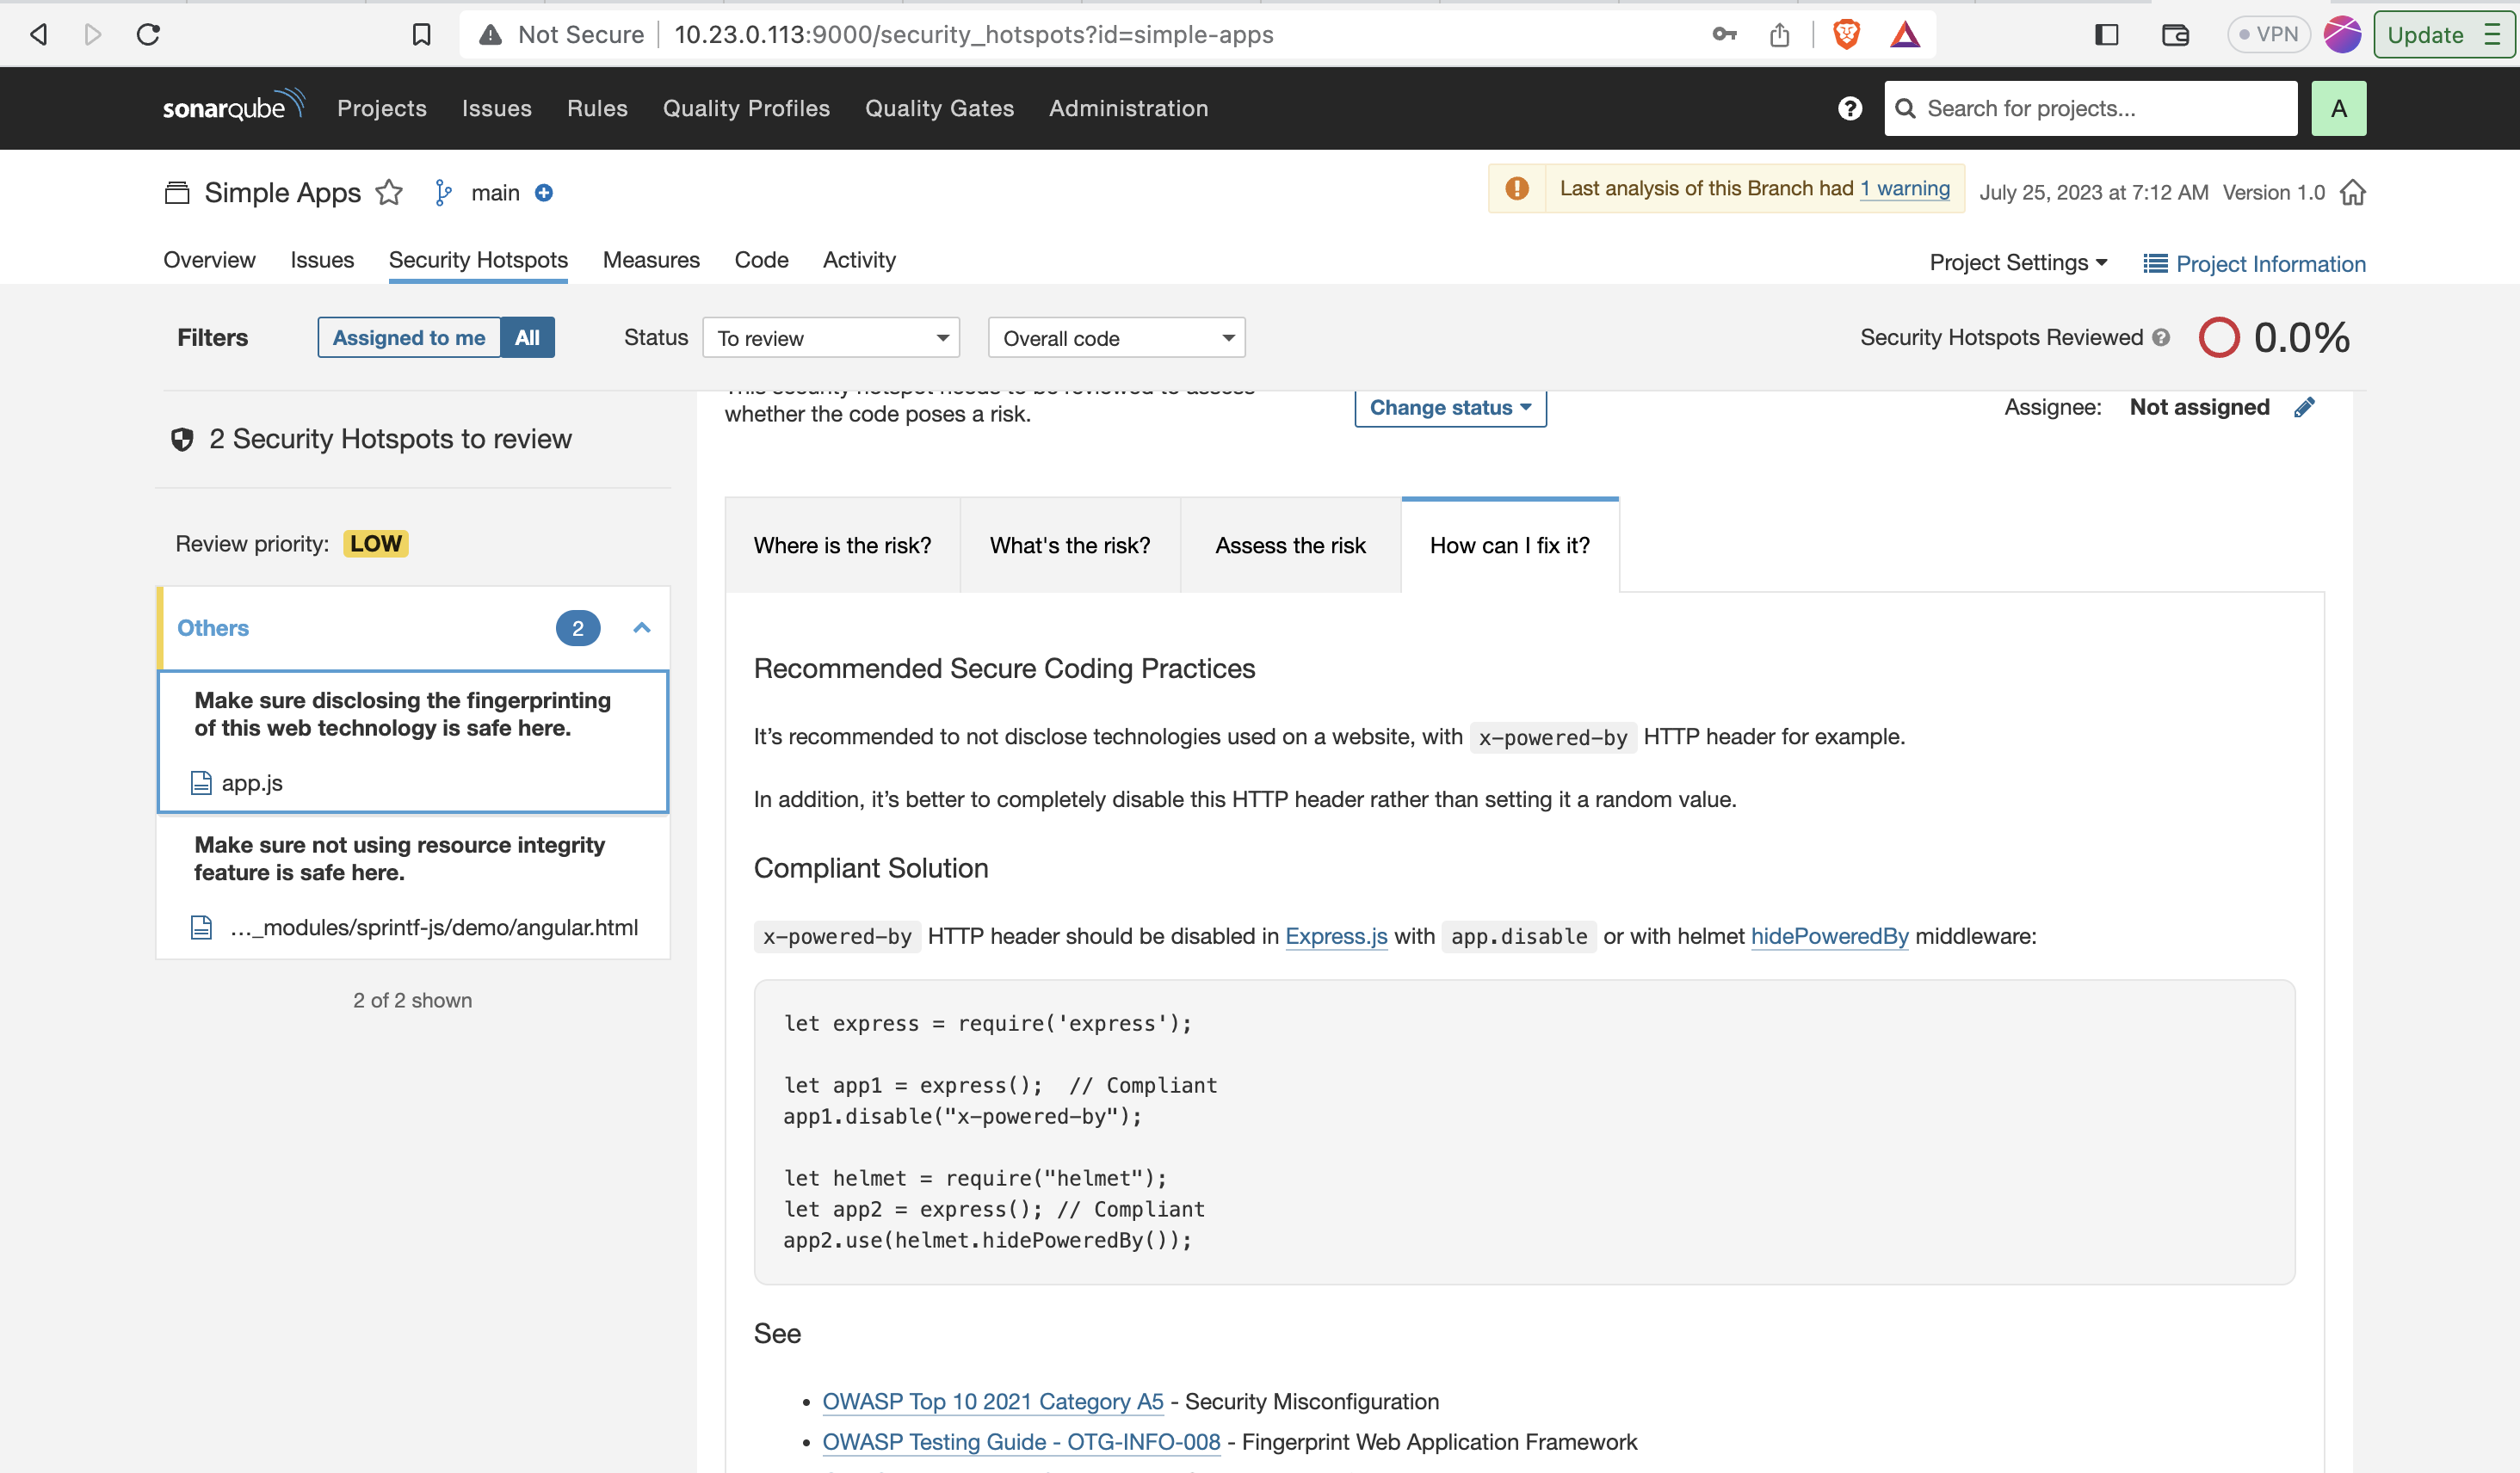 Not Secure
10.23.0.113:9000/security_hotspots?id=simple-apps
VPN
Update
sonarqube
Projects
Issues
Rules
Quality Profiles
Quality Gates
Administration
Search for projects...
A
Simple Apps
main
Last analysis of this Branch had 1 warning
July 25, 2023 at 7:12 AM
Version 1.0
Overview
Issues
Security Hotspots
Measures
Code
Activity
Project Settings
Project Information
Filters
Assigned to me
All
Status
To review
Overall code
Security Hotspots Reviewed
0.0%
2 Security Hotspots to review
Review priority: LOW
Others
2
Make sure disclosing the fingerprinting
of this web technology is safe here.
app.js
Make sure not using resource integrity
feature is safe here.
…_modules/sprintf-js/demo/angular.html
2 of 2 shown
This security hotspot needs to be reviewed to assess
whether the code poses a risk.
Change status
Assignee:
Not assigned
Where is the risk?
What's the risk?
Assess the risk
How can I fix it?
Recommended Secure Coding Practices
It’s recommended to not disclose technologies used on a website, with x-powered-by HTTP header for example.
In addition, it’s better to completely disable this HTTP header rather than setting it a random value.
Compliant Solution
x-powered-by HTTP header should be disabled in Express.js with app.disable or with helmet hidePoweredBy middleware:
let express = require('express');
let app1 = express();  // Compliant
app1.disable("x-powered-by");
let helmet = require("helmet");
let app2 = express(); // Compliant
app2.use(helmet.hidePoweredBy());
See
• OWASP Top 10 2021 Category A5 - Security Misconfiguration
• OWASP Testing Guide - OTG-INFO-008 - Fingerprint Web Application Framework